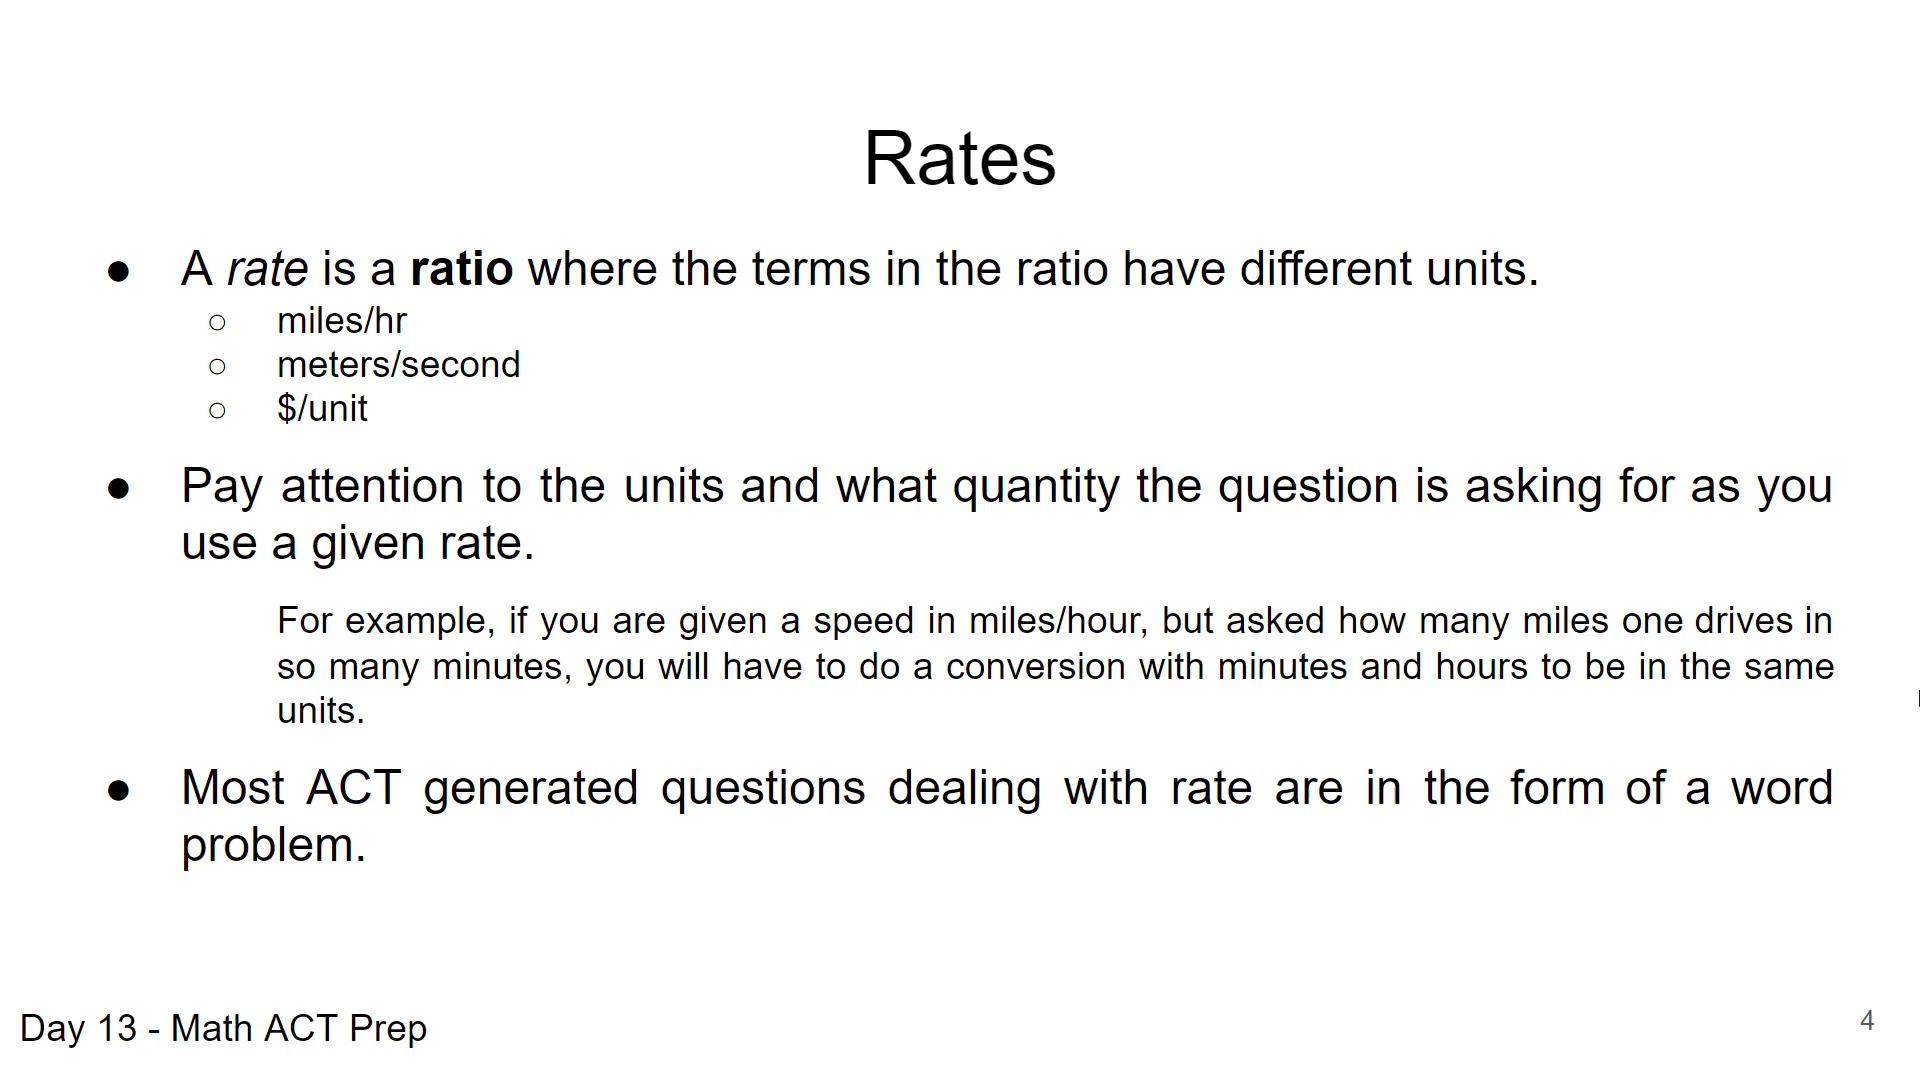 Rates
● A rate is a ratio where the terms in the ratio have different units.
○ miles/hr
○ meters/second
○ $/unit
● Pay attention to the units and what quantity the question is asking for as you
use a given rate.
For example, if you are given a speed in miles/hour, but asked how many miles one drives in
so many minutes, you will have to do a conversion with minutes and hours to be in the same
units.
● Most ACT generated questions dealing with rate are in the form of a word
problem.
Day 13 - Math ACT Prep
4